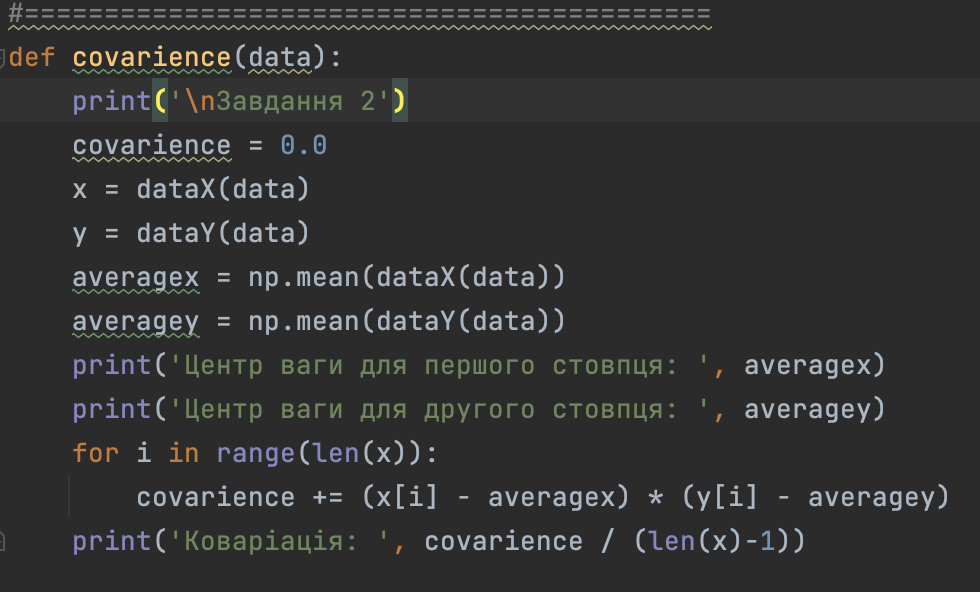 #===========================================
def covarience(data):
    print('\nЗавдання 2')
    covarience = 0.0
    x = dataX(data)
    y = dataY(data)
    averagex = np.mean(dataX(data))
    averagey = np.mean(dataY(data))
    print('Центр ваги для першого стовпця: ', averagex)
    print('Центр ваги для другого стовпця: ', averagey)
    for i in range(len(x)):
        covarience += (x[i] - averagex) * (y[i] - averagey)
    print('Коваріація: ', covarience / (len(x)-1))